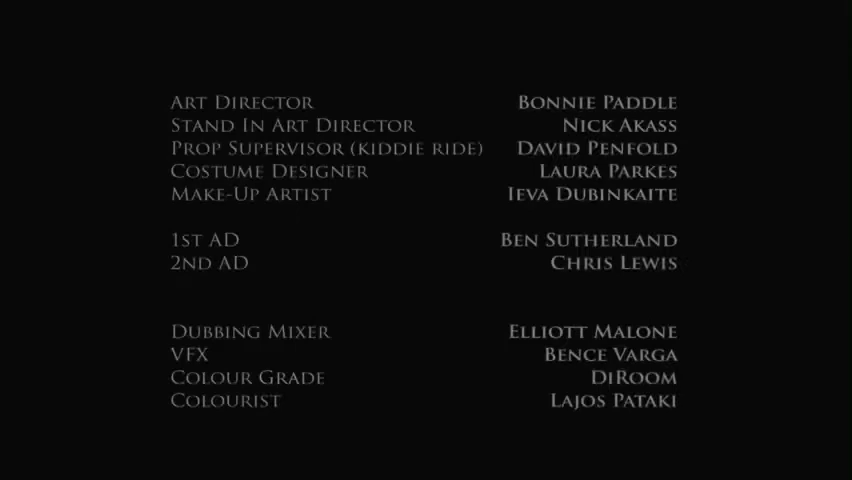 Art Director Bonnie Paddle
Stand In Art Director Nick Akass
Prop Supervisor (kiddie ride) David Penfold
Costume Designer Laura Parkes
Make-Up Artist Ieva Dubinkaite
1st AD Ben Sutherland
2nd AD Chris Lewis
Dubbing Mixer Elliott Malone
VFX Bence Varga
Colour Grade DiRoom
Colourist Lajos Pataki